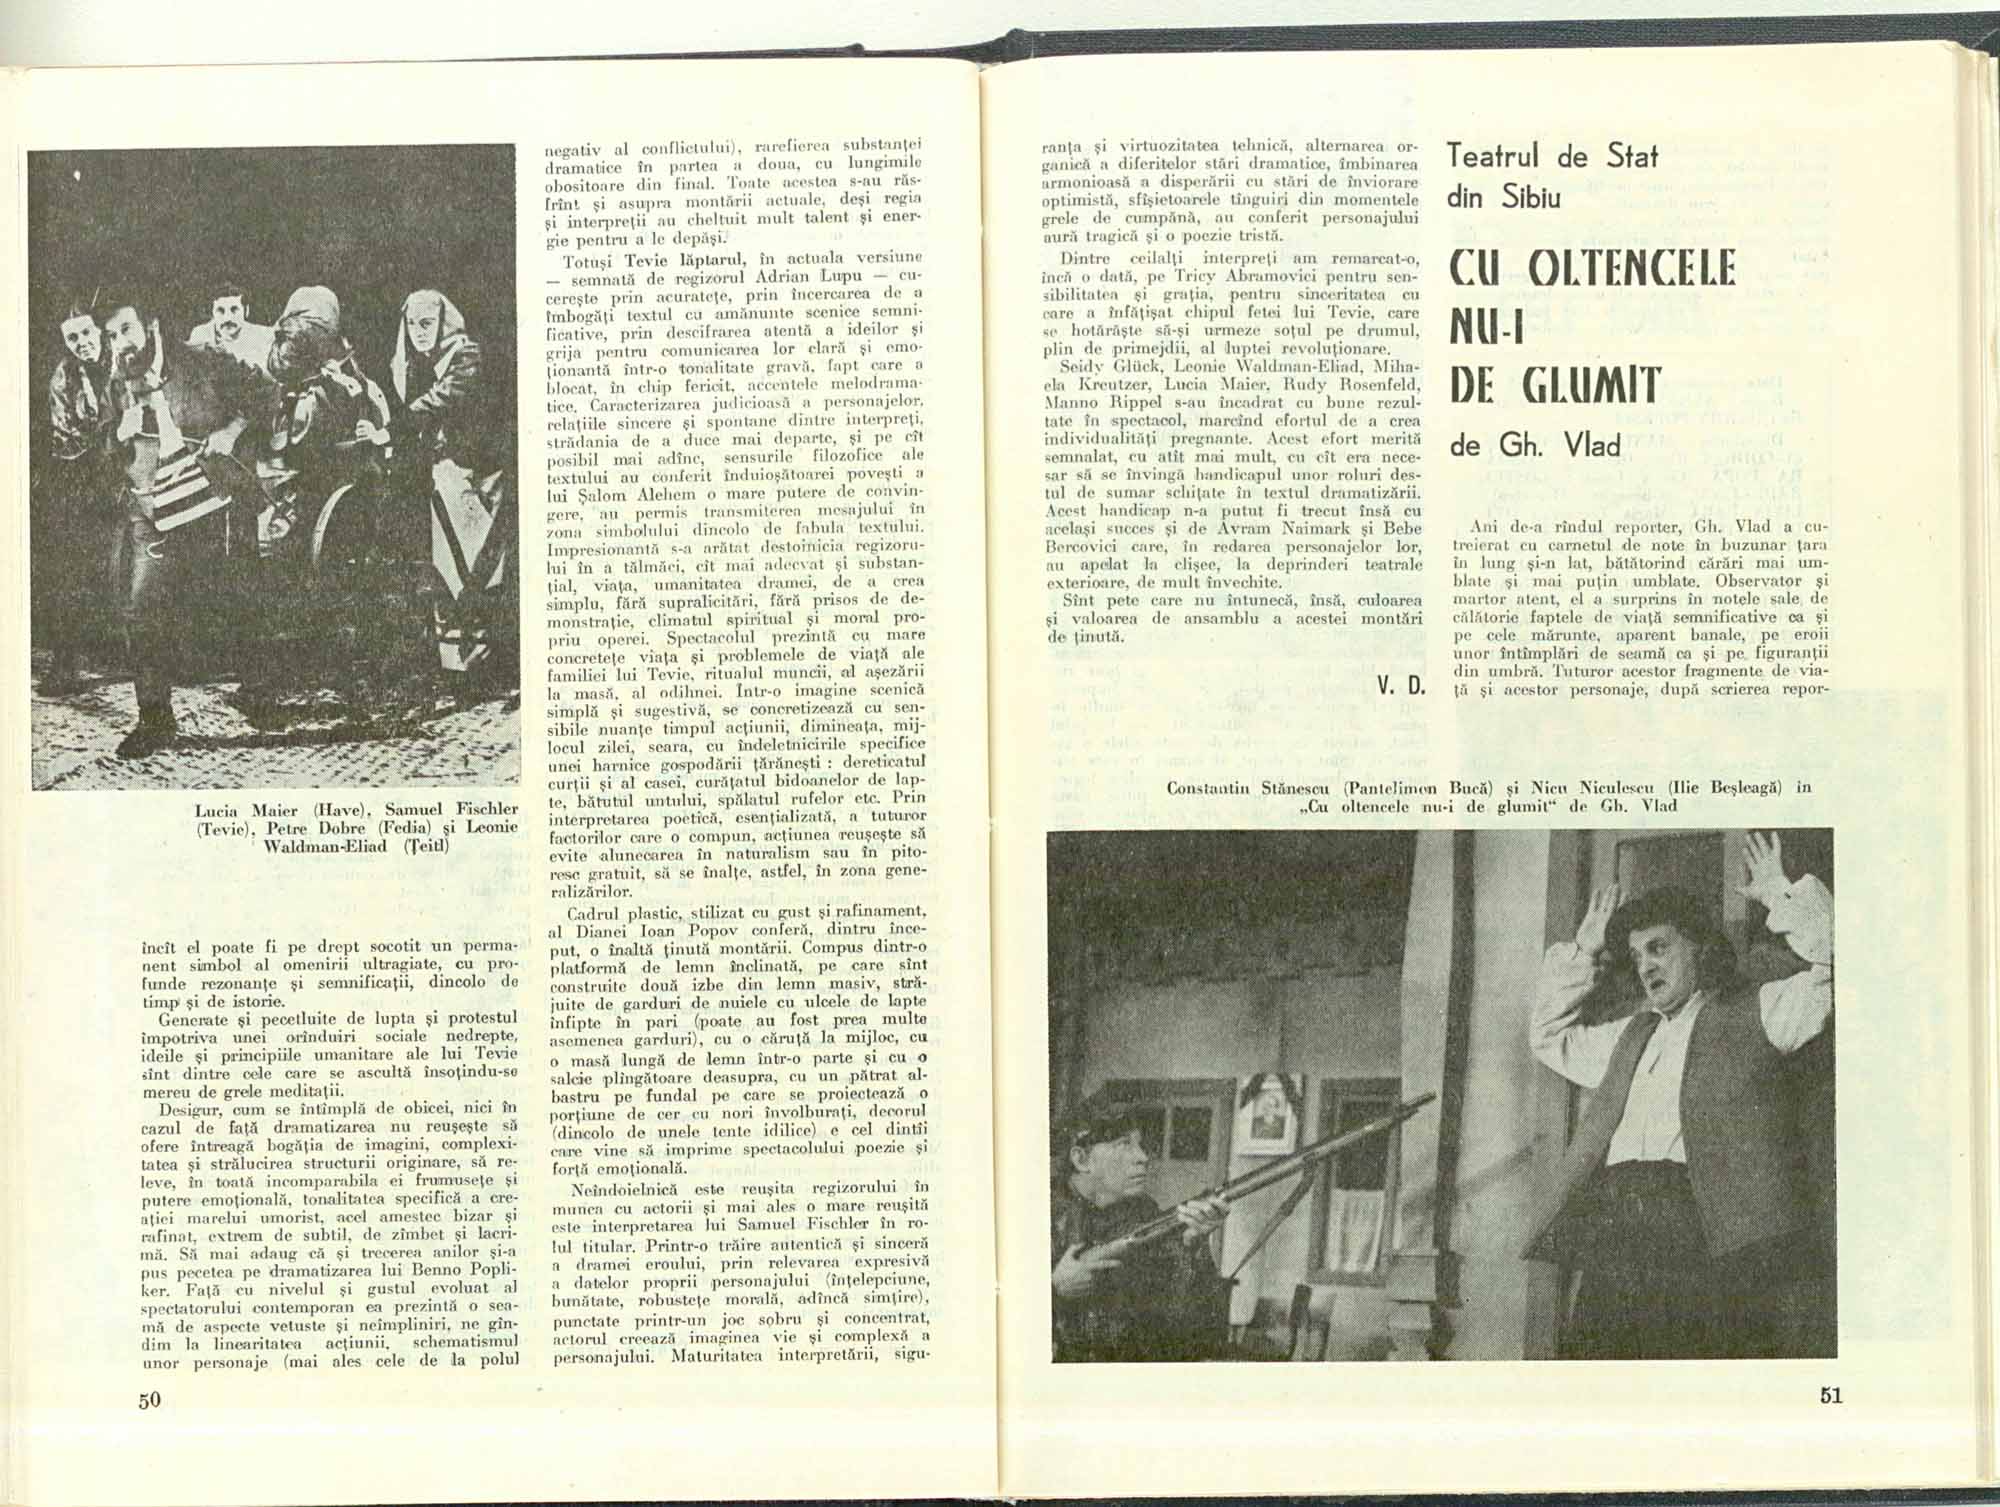 Lucia Maier (Have), Samuel Fischler
(Tevie), Petre Dobre (Fedia) și Leonie
Waldman-Eliad (Țeitl)
încît el poate fi pe drept socotit un perma-
nent simbol al omenirii ultragiate, cu pro-
funde rezonanțe și semnificații, dincolo de
timp și de istorie.
Generate și pecetluite de lupta și protestul
împotriva unei orînduiri sociale nedrepte,
ideile și principiile umanitare ale lui Tevie
sînt dintre cele care se ascultă însoțindu-se
mereu de grele meditații.
Desigur, cum se întîmplă de obicei, nici în
cazul de față dramatizarea nu reușește să
ofere întreagă bogăția de imagini, complexi-
tatea și strălucirea structurii originare, să re-
leve, în toată incomparabila ei frumusețe și
putere emoțională, tonalitatea specifică a cre-
ației marelui umorist, acel amestec bizar și
rafinat, extrem de subtil, de zîmbet și lacri-
mă. Să mai adaug că și trecerea anilor și-a
pus pecetea pe dramatizarea lui Benno Popli-
ker. Față cu nivelul și gustul evoluat al
spectatorului contemporan ea prezintă o sea-
mă de aspecte vetuste și neîmpliniri, ne gîn-
dim la linearitatea acțiunii, schematismul
unor personaje (mai ales cele de la polul
50
negativ al conflictului), rarefierea substanței
dramatice în partea a doua, cu lungimile
obositoare din final. Toate acestea s-au răs-
frînt și asupra montării actuale, deși regia
și interpreții au cheltuit mult talent și ener-
gie pentru a le depăși.
Totuși Tevie lăptarul, în actuala versiune
— semnată de regizorul Adrian Lupu — cu-
cerește prin acuratețe, prin încercarea de a
îmbogăți textul cu amănunte scenice semni-
ficative, prin descifrarea atentă a ideilor și
grija pentru comunicarea lor clară și emo-
ționantă într-o tonalitate gravă, fapt care a
blocat, în chip fericit, accentele melodrama-
tice. Caracterizarea judicioasă a personajelor,
relațiile sincere și spontane dintre interpreți,
strădania de a duce mai departe, și pe cît
posibil mai adînc, sensurile filozofice ale
textului au conferit înduioșătoarei povești a
lui Șalom Alehem o mare putere de convin-
gere, au permis transmiterea mesajului în
zona simbolului dincolo de fabula textului.
Impresionantă s-a arătat destoinicia regizoru-
lui în a tălmăci, cît mai adecvat și substan-
țial, viața, umanitatea dramei, de a crea
simplu, fără supralicitări, fără prisos de de-
monstrație, climatul spiritual și moral pro-
priu operei. Spectacolul prezintă cu mare
concretețe viața și problemele de viață ale
familiei lui Tevie, ritualul muncii, al așezării
la masă, al odihnei. Într-o imagine scenică
simplă și sugestivă, se concretizează cu sen-
sibile nuanțe timpul acțiunii, dimineața, mij-
locul zilei, seara, cu îndeletnicirile specifice
unei harnice gospodării țărănești : dereticatul
curții și al casei, curățatul bidoanelor de lap-
te, bătutul untului, spălatul rufelor etc. Prin
interpretarea poetică, esențializată, a tuturor
factorilor care o compun, acțiunea reușește să
evite alunecarea în naturalism sau în pito-
resc gratuit, să se înalțe, astfel, în zona gene-
ralizărilor.
Cadrul plastic, stilizat cu gust și rafinament,
al Dianei Ioan Popov conferă, dintru înce-
put, o înaltă ținută montării. Compus dintr-o
platformă de lemn înclinată, pe care sînt
construite două izbe din lemn masiv, stră-
juite de garduri de nuiele cu ulcele de lapte
înfipte în pari (poate au fost prea multe
asemenea garduri), cu o căruță la mijloc, cu
o masă lungă de lemn într-o parte și cu o
salcie plîngătoare deasupra, cu un pătrat al-
bastru pe fundal pe care se proiectează o
porțiune de cer cu nori învolburați, decorul
(dincolo de unele tente idilice) e cel dintîi
care vine să imprime spectacolului poezie și
forță emoțională.
Neîndoielnică este reușita regizorului în
munca cu actorii și mai ales o mare reușită
este interpretarea lui Samuel Fischler în ro-
lul titular. Printr-o trăire autentică și sinceră
a dramei eroului, prin relevarea expresivă
a datelor proprii personajului (înțelepciune,
bunătate, robustețe morală, adîncă simțire),
punctate printr-un joc sobru și concentrat,
actorul creează imaginea vie și complexă a
personajului. Maturitatea interpretării, sigu-
ranța și virtuozitatea tehnică, alternarea or-
ganică a diferitelor stări dramatice, îmbinarea
armonioasă a disperării cu stări de înviorare
optimistă, sfîșietoarele tînguiri din momentele
grele de cumpănă, au conferit personajului
aură tragică și o poezie tristă.
Dintre ceilalți interpreți am remarcat-o,
încă o dată, pe Tricy Abramovici pentru sen-
sibilitatea și grația, pentru sinceritatea cu
care a înfățișat chipul fetei lui Tevie, care
se hotărăște să-și urmeze soțul pe drumul,
plin de primejdii, al luptei revoluționare.
Seidy Glück, Leonie Waldman-Eliad, Miha-
ela Kreutzer, Lucia Maier, Rudy Rosenfeld,
Manno Rippel s-au încadrat cu bune rezul-
tate în spectacol, marcînd efortul de a crea
individualități pregnante. Acest efort merită
semnalat, cu atît mai mult, cu cît era nece-
sar să se învingă handicapul unor roluri des-
tul de sumar schițate în textul dramatizării.
Acest handicap n-a putut fi trecut însă cu
același succes și de Avram Naimark și Bebe
Bercovici care, în redarea personajelor lor,
au apelat la clișee, la deprinderi teatrale
exterioare, de mult învechite.
Sînt pete care nu întunecă, însă, culoarea
și valoarea de ansamblu a acestei montări
de ținută.
V. D.
Teatrul de Stat
din Sibiu
CU OLTENCELE
NU-I
DE GLUMIT
de Gh. Vlad
Ani de-a rîndul reporter, Gh. Vlad a cu-
treierat cu carnetul de note în buzunar țara
în lung și-n lat, bătătorind cărări mai um-
blate și mai puțin umblate. Observator și
martor atent, el a surprins în notele sale de
călătorie faptele de viață semnificative ca și
pe cele mărunte, aparent banale, pe eroii
unor întîmplări de seamă ca și pe figuranții
din umbră. Tuturor acestor fragmente de via-
ță și acestor personaje, după scrierea repor-
Constantin Stănescu (Pantelimon Bucă) și Nicu Niculescu (Ilie Beșleagă) în
„Cu oltencele nu-i de glumit“ de Gh. Vlad
51